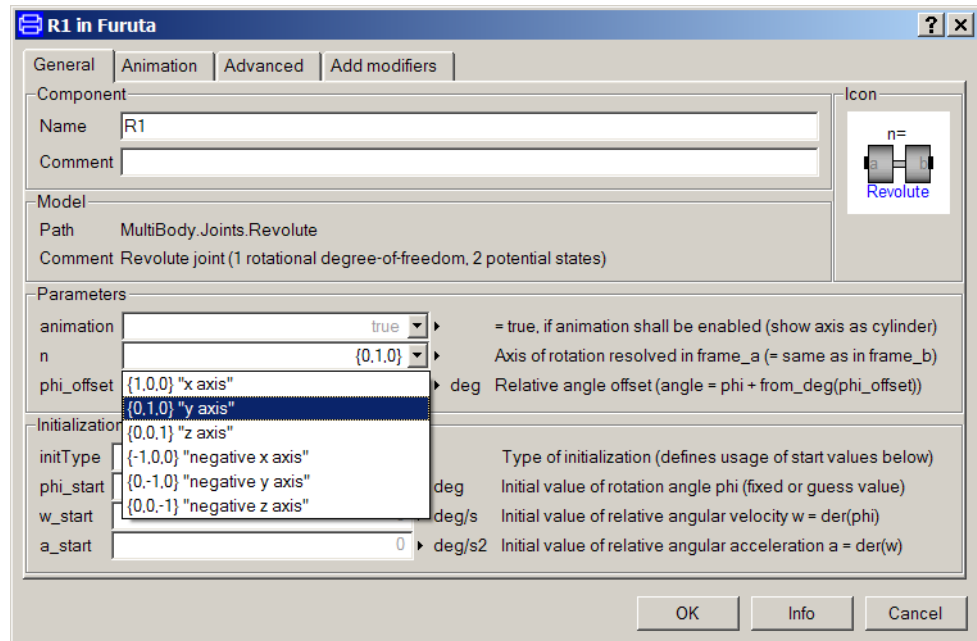 R1 in Furuta
General Animation Advanced Add modifiers
Component
Icon
Name R1
n=
a b
Revolute
Comment
Model
Path MultiBody.Joints.Revolute
Comment Revolute joint (1 rotational degree-of-freedom, 2 potential states)
Parameters
animation true = true, if animation shall be enabled (show axis as cylinder)
n {0,1,0} Axis of rotation resolved in frame_a (= same as in frame_b)
phi_offset {1,0,0} "x axis" deg Relative angle offset (angle = phi + from_deg(phi_offset))
{0,1,0} "y axis"
Initialization {0,0,1} "z axis"
initType {-1,0,0} "negative x axis" Type of initialization (defines usage of start values below)
phi_start {0,-1,0} "negative y axis" deg Initial value of rotation angle phi (fixed or guess value)
{0,0,-1} "negative z axis"
w_start deg/s Initial value of relative angular velocity w = der(phi)
a_start 0 deg/s2 Initial value of relative angular acceleration a = der(w)
OK Info Cancel